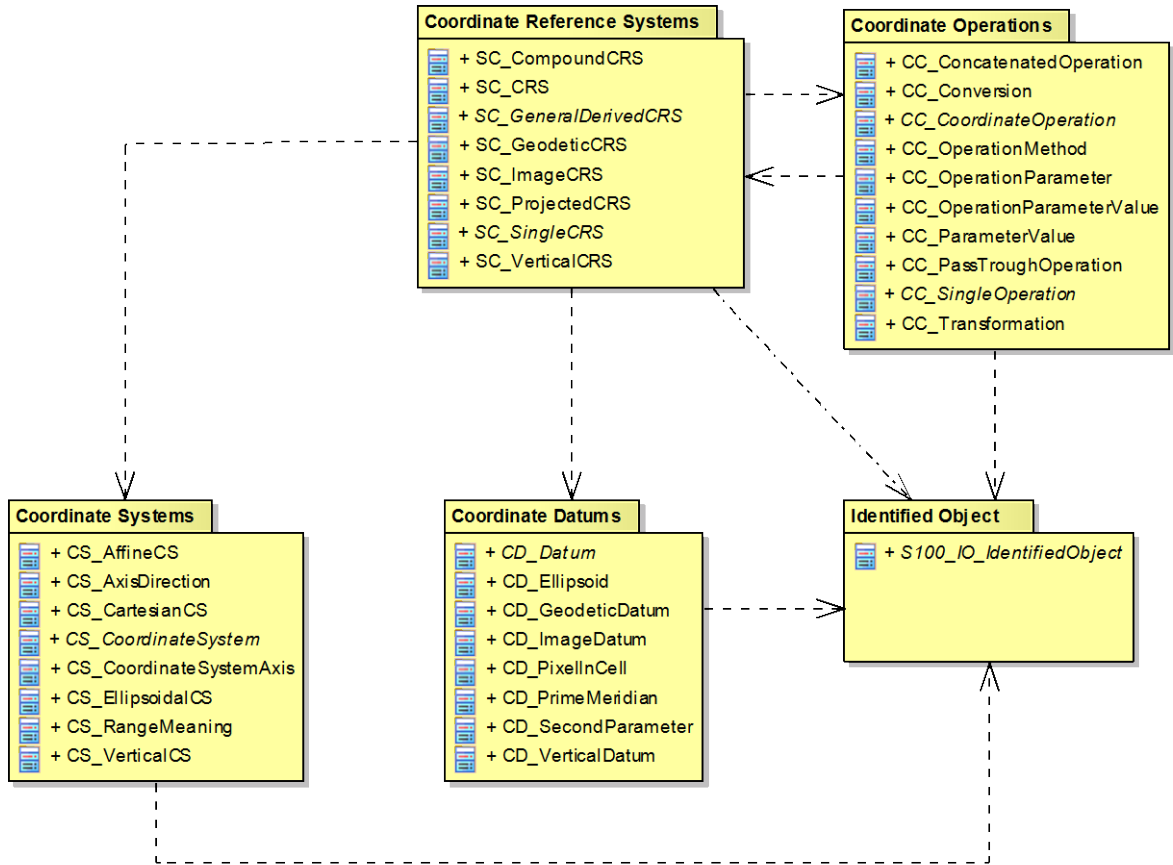 Coordinate Reference Systems
+ SC_CompoundCRS
+ SC_CRS
+ SC_GeneralDerivedCRS
+ SC_GeodeticCRS
+ SC_ImageCRS
+ SC_ProjectedCRS
+ SC_SingleCRS
+ SC_VerticalCRS
Coordinate Operations
+ CC_ConcatenatedOperation
+ CC_Conversion
+ CC_CoordinateOperation
+ CC_OperationMethod
+ CC_OperationParameter
+ CC_OperationParameterValue
+ CC_ParameterValue
+ CC_PassTroughOperation
+ CC_SingleOperation
+ CC_Transformation
Coordinate Systems
+ CS_AffineCS
+ CS_AxisDirection
+ CS_CartesianCS
+ CS_CoordinateSystem
+ CS_CoordinateSystemAxis
+ CS_EllipsoidalCS
+ CS_RangeMeaning
+ CS_VerticalCS
Coordinate Datums
+ CD_Datum
+ CD_Ellipsoid
+ CD_GeodeticDatum
+ CD_ImageDatum
+ CD_PixelInCell
+ CD_PrimeMeridian
+ CD_SecondParameter
+ CD_VerticalDatum
Identified Object
+ S100_IO_IdentifiedObject